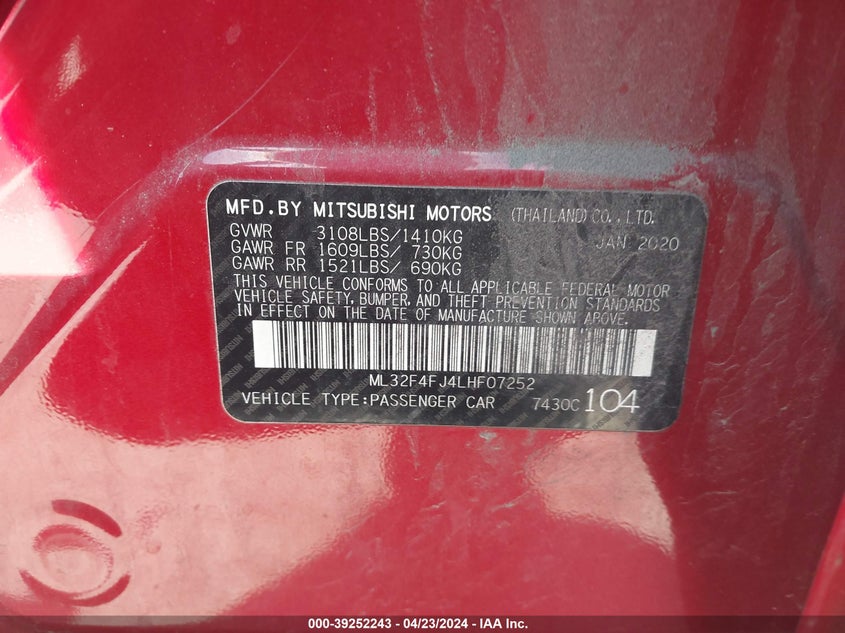 MFD.BY MITSUBISHI MOTORS (THAILAND) CO., LTD.
GVWR 3108LBS/1410KG JAN 2020
GAWR FR 1609LBS/ 730KG
GAWR RR 1521LBS/ 690KG
THIS VEHICLE CONFORMS TO ALL APPLICABLE FEDERAL MOTOR
VEHICLE SAFETY, BUMPER, AND THEFT PREVENTION STANDARDS
IN EFFECT ON THE DATE OF MANUFACTURE SHOWN ABOVE.
ML32F4FJ4LHF07252
VEHICLE TYPE:PASSENGER CAR 7430C 104
000-39252243 - 04/23/2024 - IAA Inc.